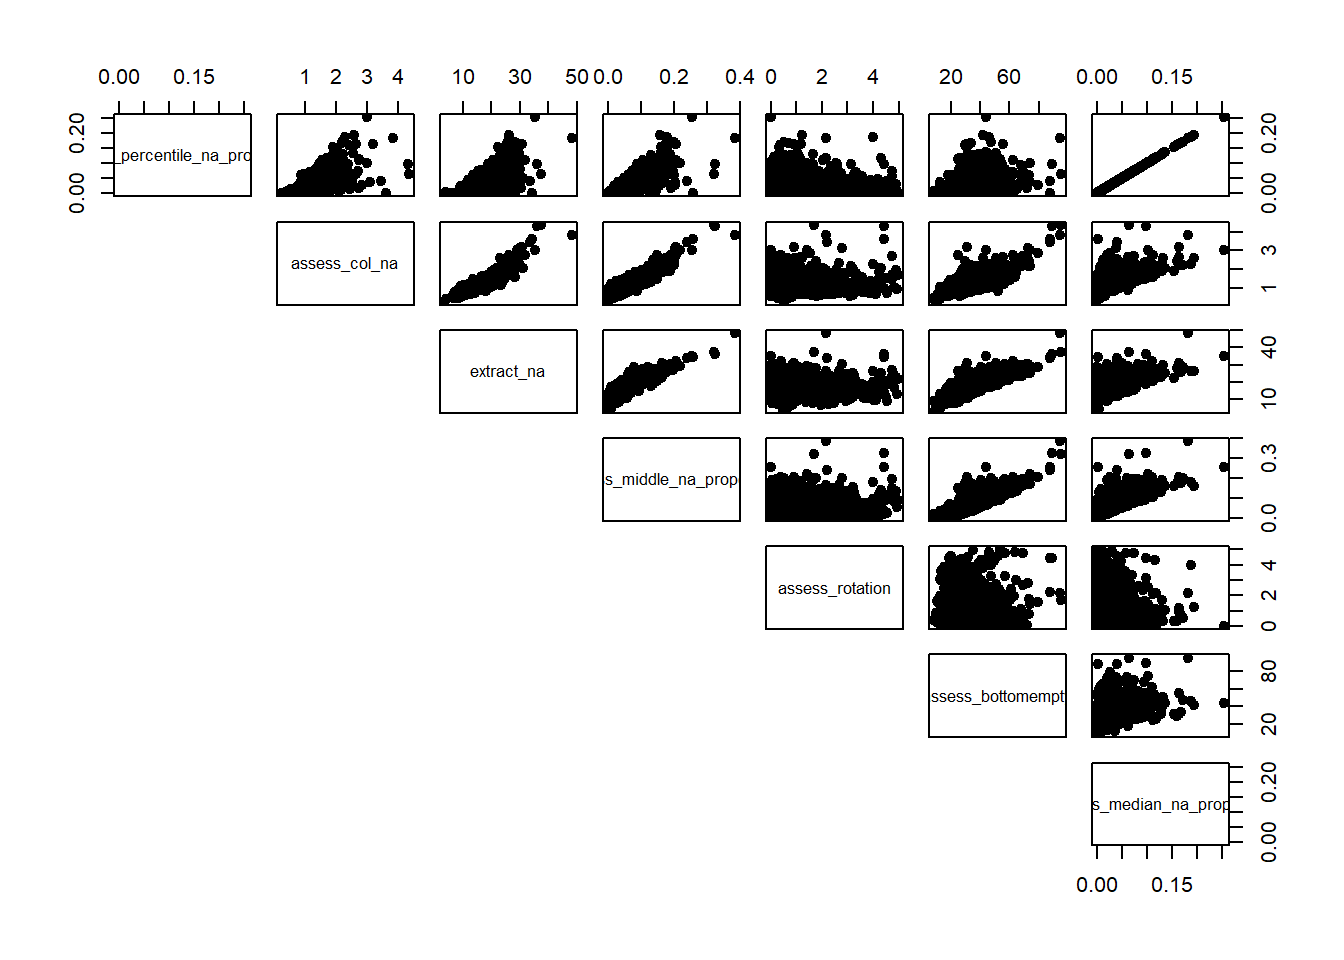 0.00 0.15 1 2 3 4 10 30 50 0.0 0.2 0.4 0 2 4 20 60 0.00 0.15
0.00 0.20 _percentile_na_pro 0.00 0.20
assess_col_na 1 3
extract_na 10 40
s_middle_na_prop 0.0 0.3
assess_rotation 0 2 4
ssess_bottomempt 20 80
s_median_na_prop 0.00 0.20
0.00 0.15